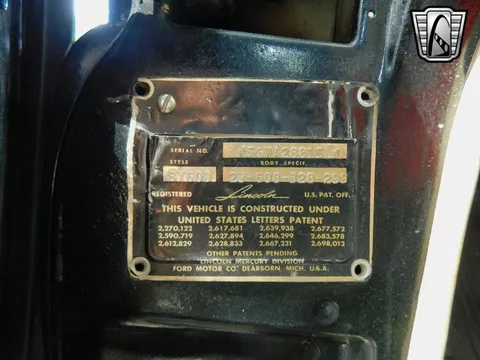 SERIAL NO.
STYLE BODY SPECIF.
REGISTERED Lincoln U.S. PAT. OFF.
THIS VEHICLE IS CONSTRUCTED UNDER
UNITED STATES LETTERS PATENT
2,270,122 2,617,681 2,639,938 2,677,572
2,590,719 2,627,894 2,646,299 2,683,578
2,612,829 2,628,833 2,667,231 2,698,012
OTHER PATENTS PENDING
LINCOLN MERCURY DIVISION
FORD MOTOR CO. DEARBORN, MICH. U.S.A.